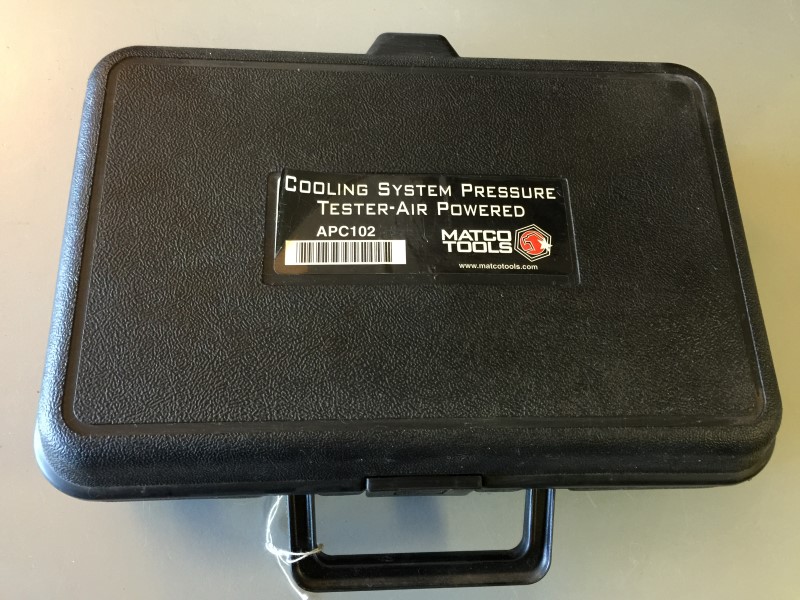 COOLING SYSTEM PRESSURE
TESTER-AIR POWERED
APC102
MATCO
TOOLS
www.matcotools.com